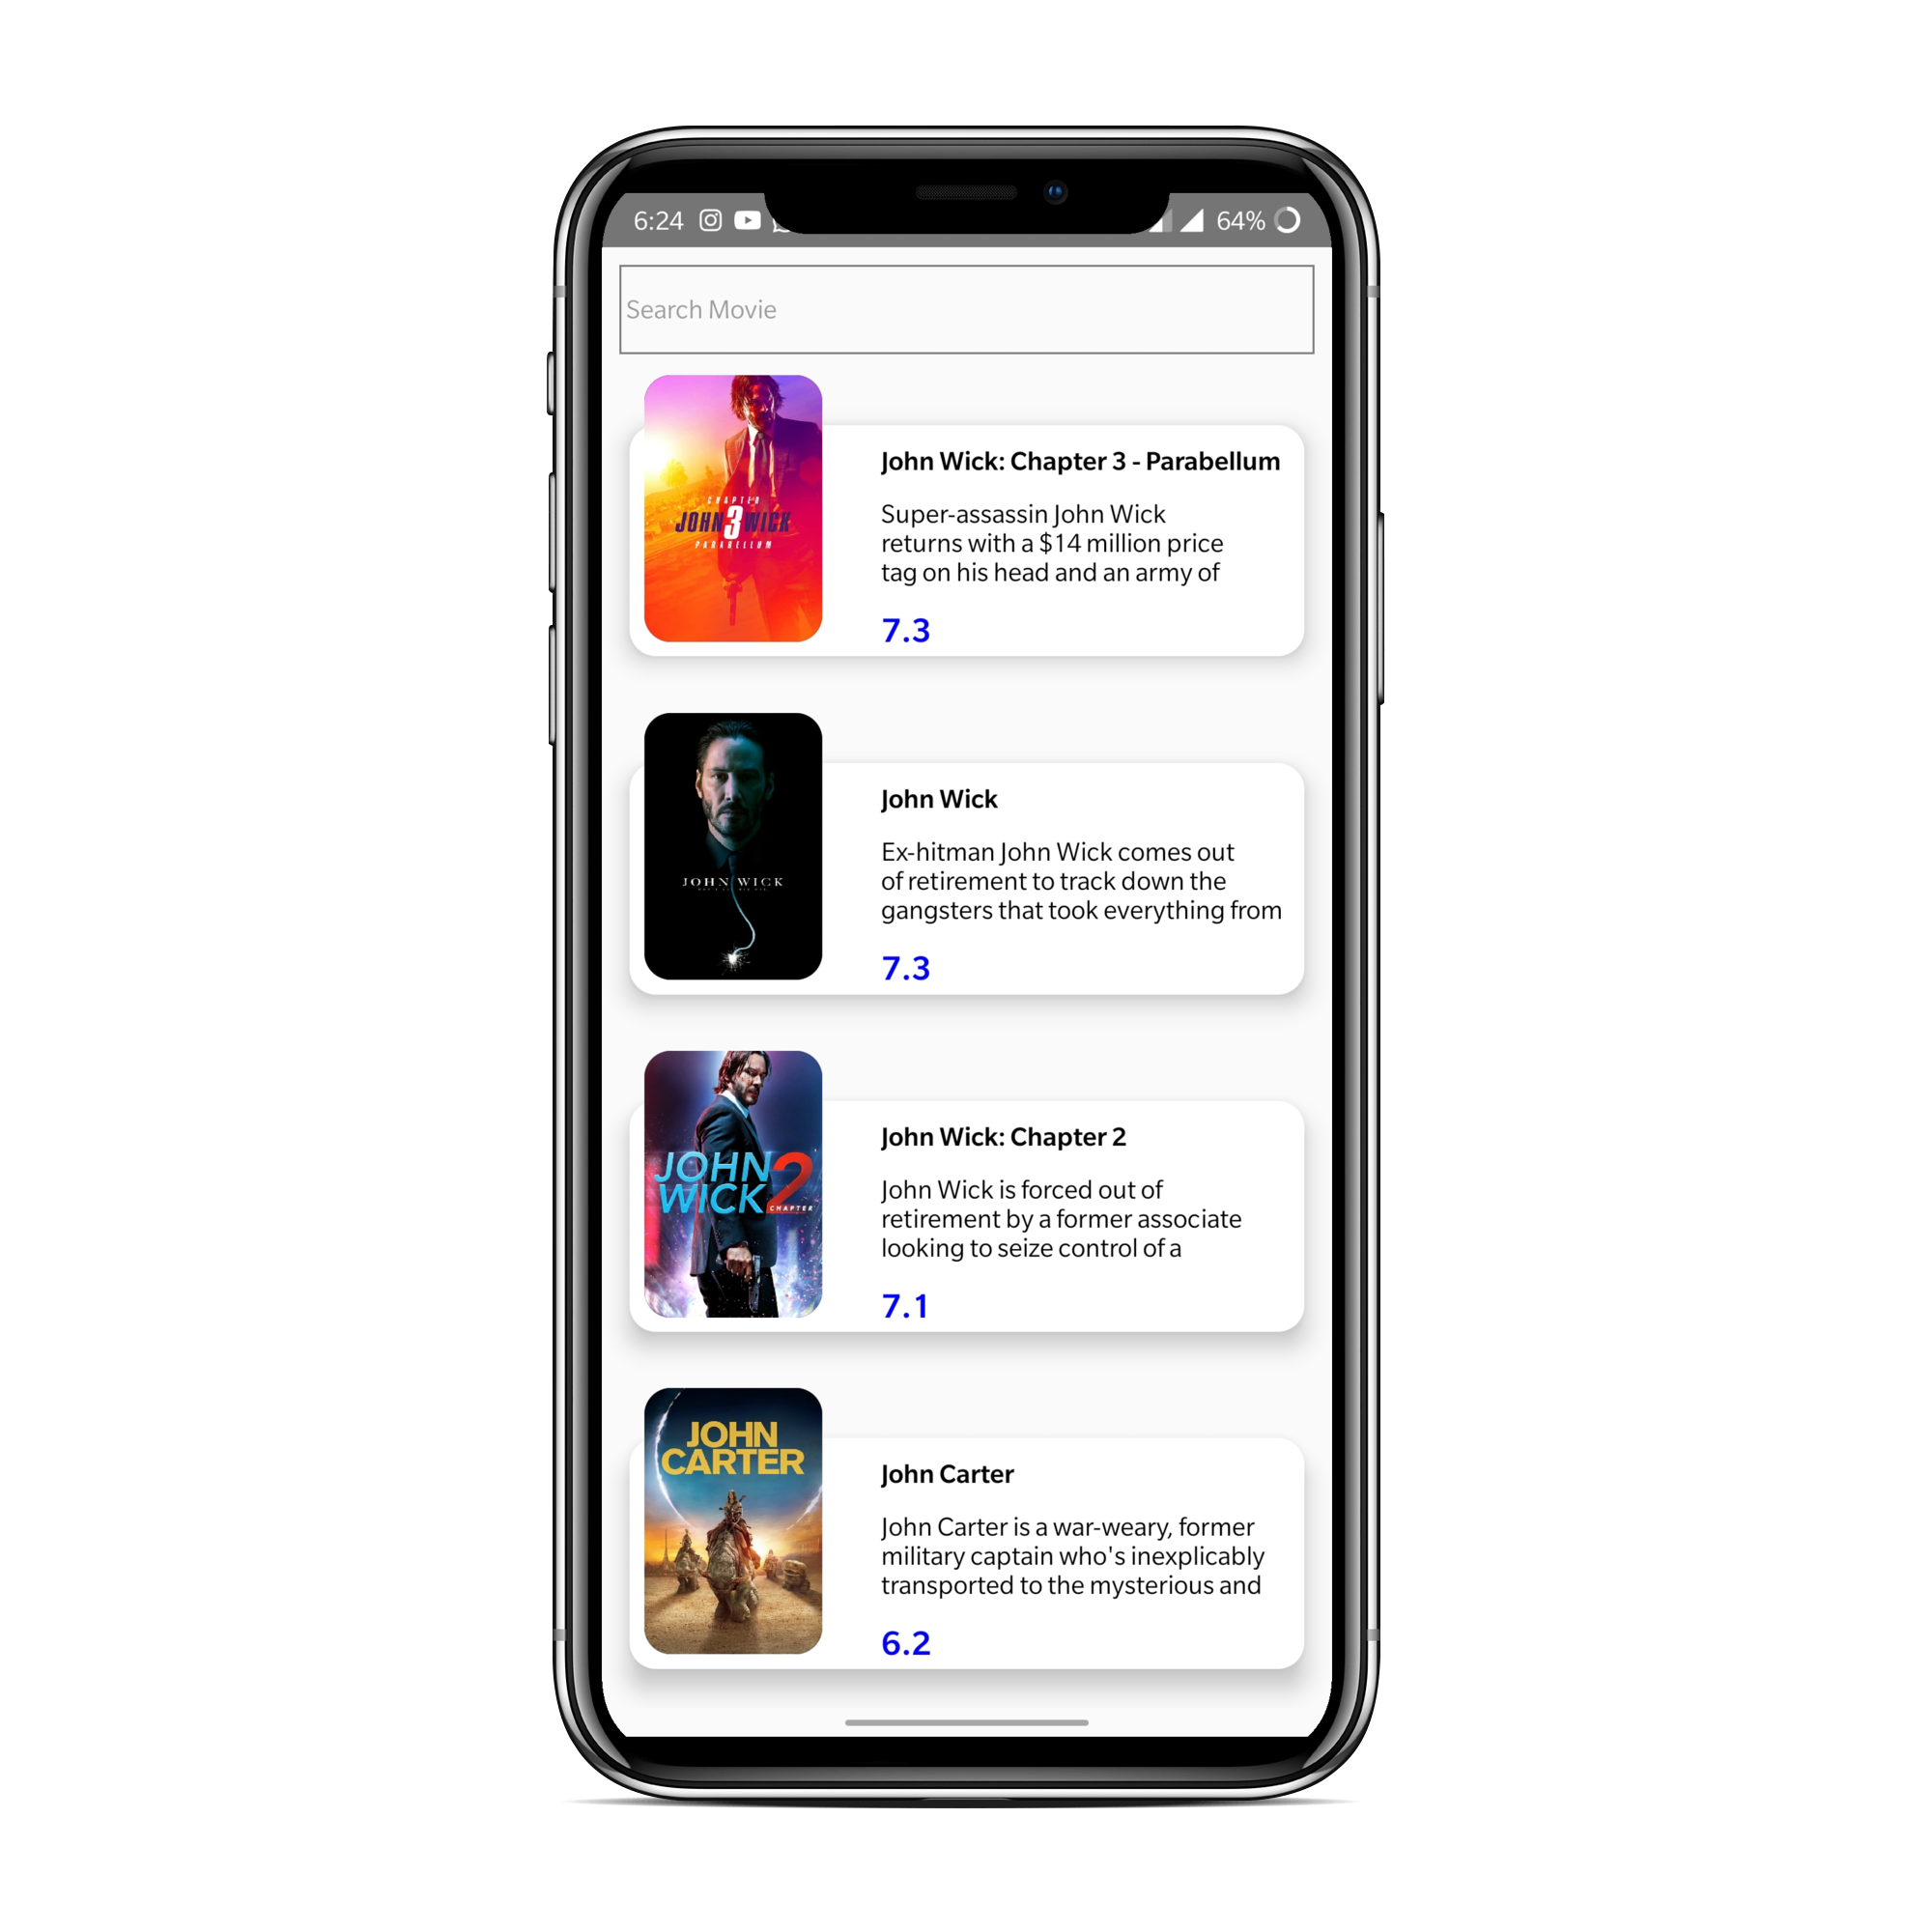 6:24
64%
Search Movie
CHAPTER
JOHN 3 WICK
PARABELLUM
John Wick: Chapter 3 - Parabellum
Super-assassin John Wick
returns with a $14 million price
tag on his head and an army of
7.3
JOHN WICK
John Wick
Ex-hitman John Wick comes out
of retirement to track down the
gangsters that took everything from
7.3
JOHN
WICK 2
CHAPTER
John Wick: Chapter 2
John Wick is forced out of
retirement by a former associate
looking to seize control of a
7.1
JOHN
CARTER
John Carter
John Carter is a war-weary, former
military captain who's inexplicably
transported to the mysterious and
6.2